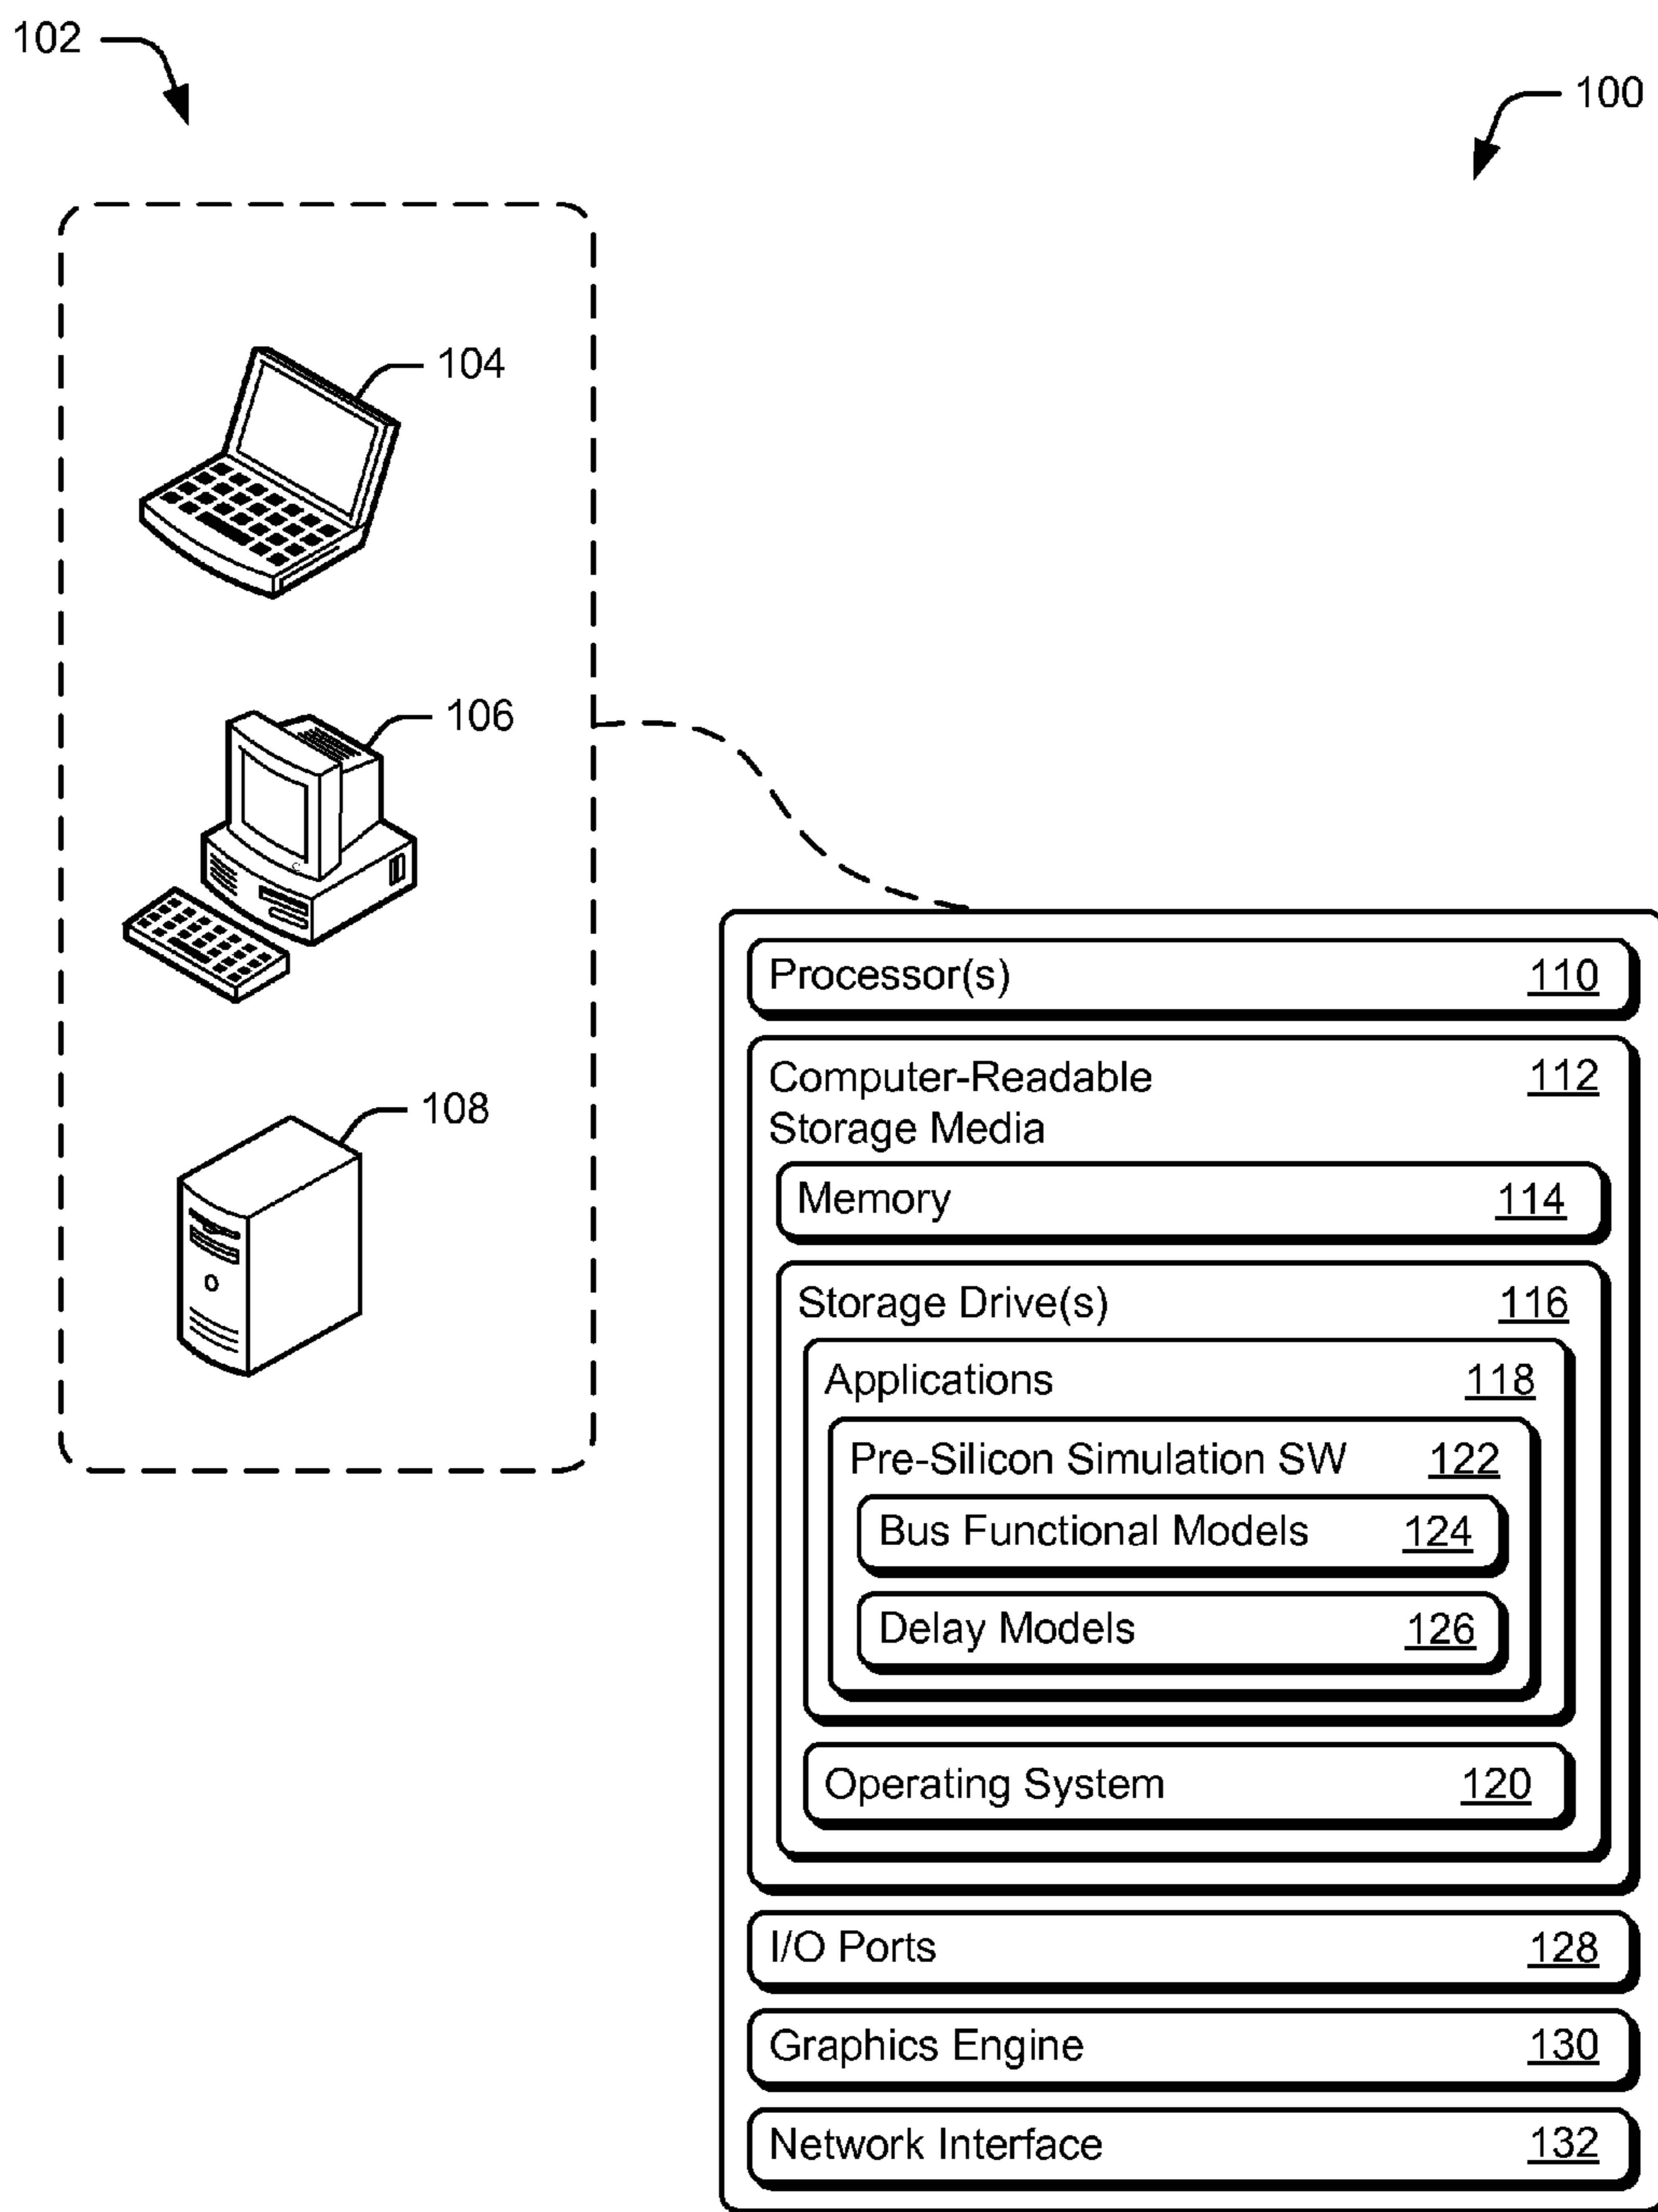 102
100
104
106
108
Processor(s) 110
Computer-Readable 112
Storage Media
Memory 114
Storage Drive(s) 116
Applications 118
Pre-Silicon Simulation SW 122
Bus Functional Models 124
Delay Models 126
Operating System 120
I/O Ports 128
Graphics Engine 130
Network Interface 132